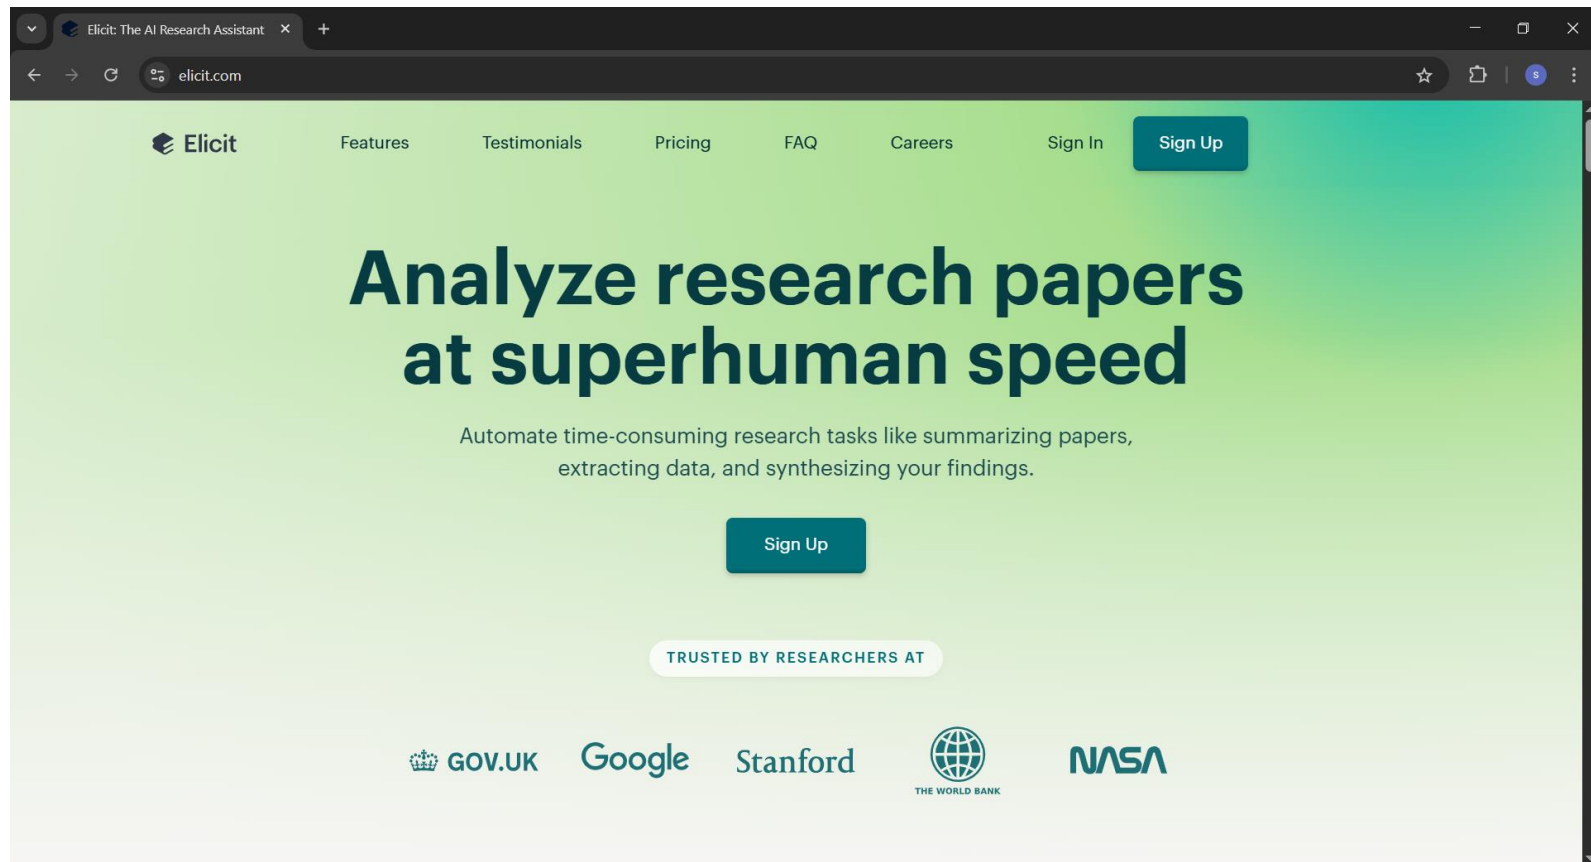 Elicit: The AI Research Assistant
elicit.com
S
Elicit
Features
Testimonials
Pricing
FAQ
Careers
Sign In
Sign Up
Analyze research papers
at superhuman speed
Automate time-consuming research tasks like summarizing papers,
extracting data, and synthesizing your findings.
Sign Up
TRUSTED BY RESEARCHERS AT
GOV.UK
Google
Stanford
THE WORLD BANK
NASA